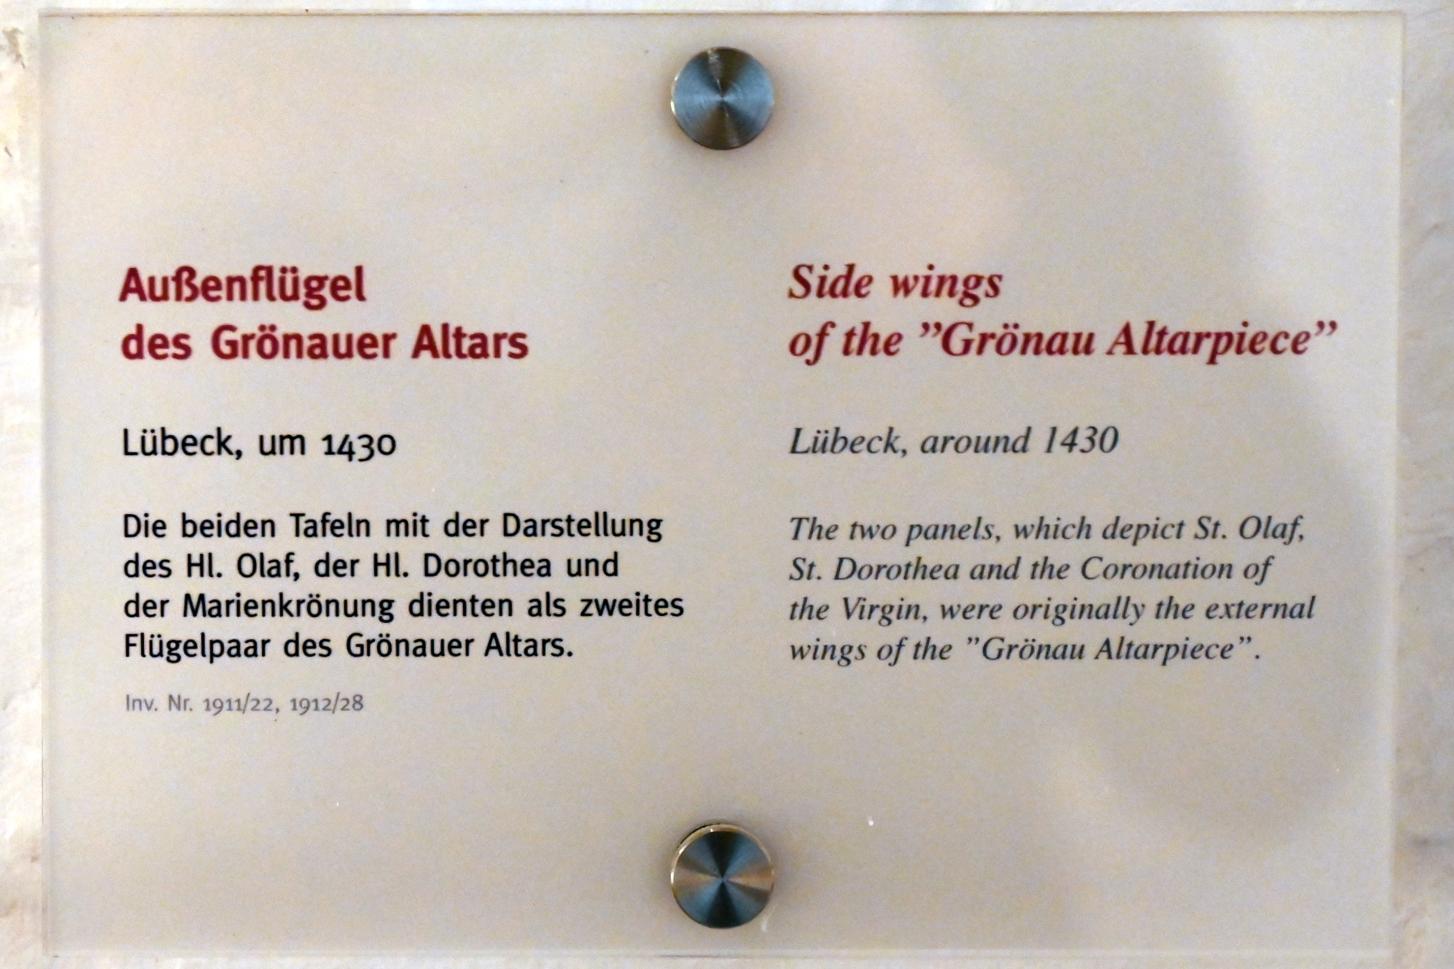 Außenflügel
des Grönauer Altars
Lübeck, um 1430
Die beiden Tafeln mit der Darstellung
des Hl. Olaf, der Hl. Dorothea und
der Marienkrönung dienten als zweites
Flügelpaar des Grönauer Altars.
Inv. Nr. 1911/22, 1912/28
Side wings
of the ”Grönau Altarpiece”
Lübeck, around 1430
The two panels, which depict St. Olaf,
St. Dorothea and the Coronation of
the Virgin, were originally the external
wings of the ”Grönau Altarpiece”.